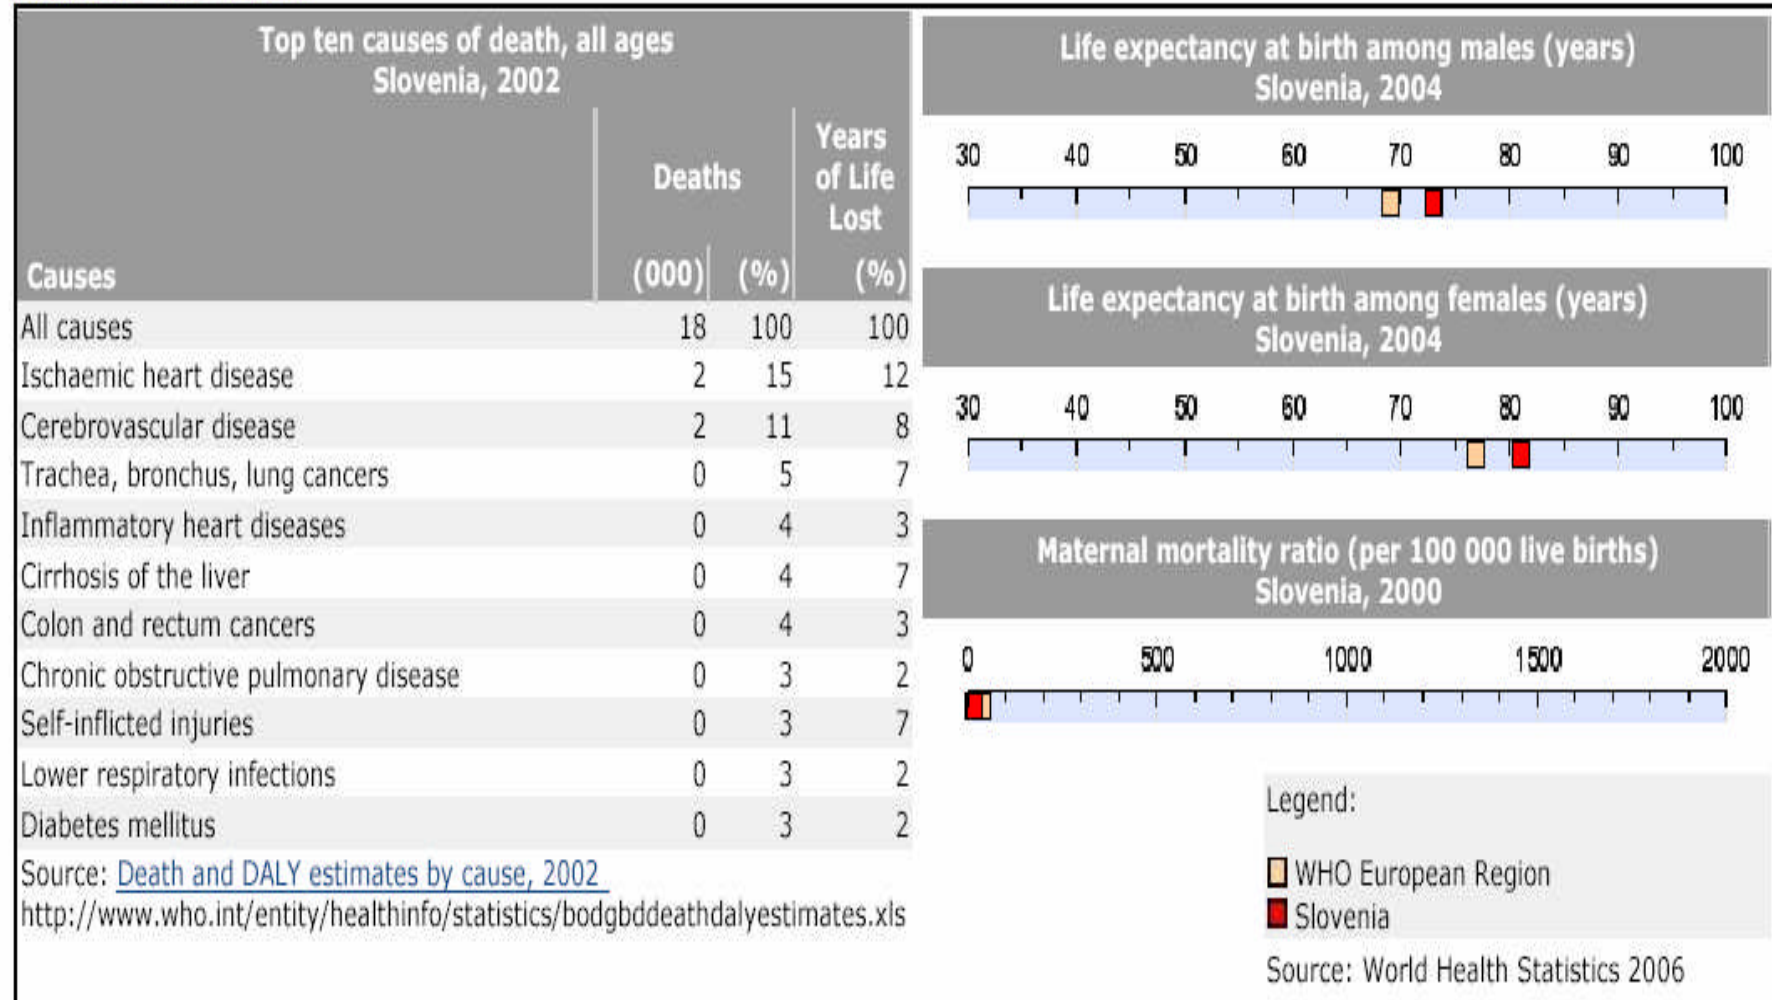 Top ten causes of death, all ages
Slovenia, 2002
Causes
Deaths
Years
of Life
Lost
(000) (%) (%)
All causes 18 100 100
Ischaemic heart disease 2 15 12
Cerebrovascular disease 2 11 8
Trachea, bronchus, lung cancers 0 5 7
Inflammatory heart diseases 0 4 3
Cirrhosis of the liver 0 4 7
Colon and rectum cancers 0 4 3
Chronic obstructive pulmonary disease 0 3 2
Self-inflicted injuries 0 3 7
Lower respiratory infections 0 3 2
Diabetes mellitus 0 3 2
Source: Death and DALY estimates by cause, 2002
http://www.who.int/entity/healthinfo/statistics/bodgbddeathdalyestimates.xls
Life expectancy at birth among males (years)
Slovenia, 2004
30 40 50 60 70 80 90 100
Life expectancy at birth among females (years)
Slovenia, 2004
30 40 50 60 70 80 90 100
Maternal mortality ratio (per 100 000 live births)
Slovenia, 2000
0 500 1000 1500 2000
Legend:
WHO European Region
Slovenia
Source: World Health Statistics 2006